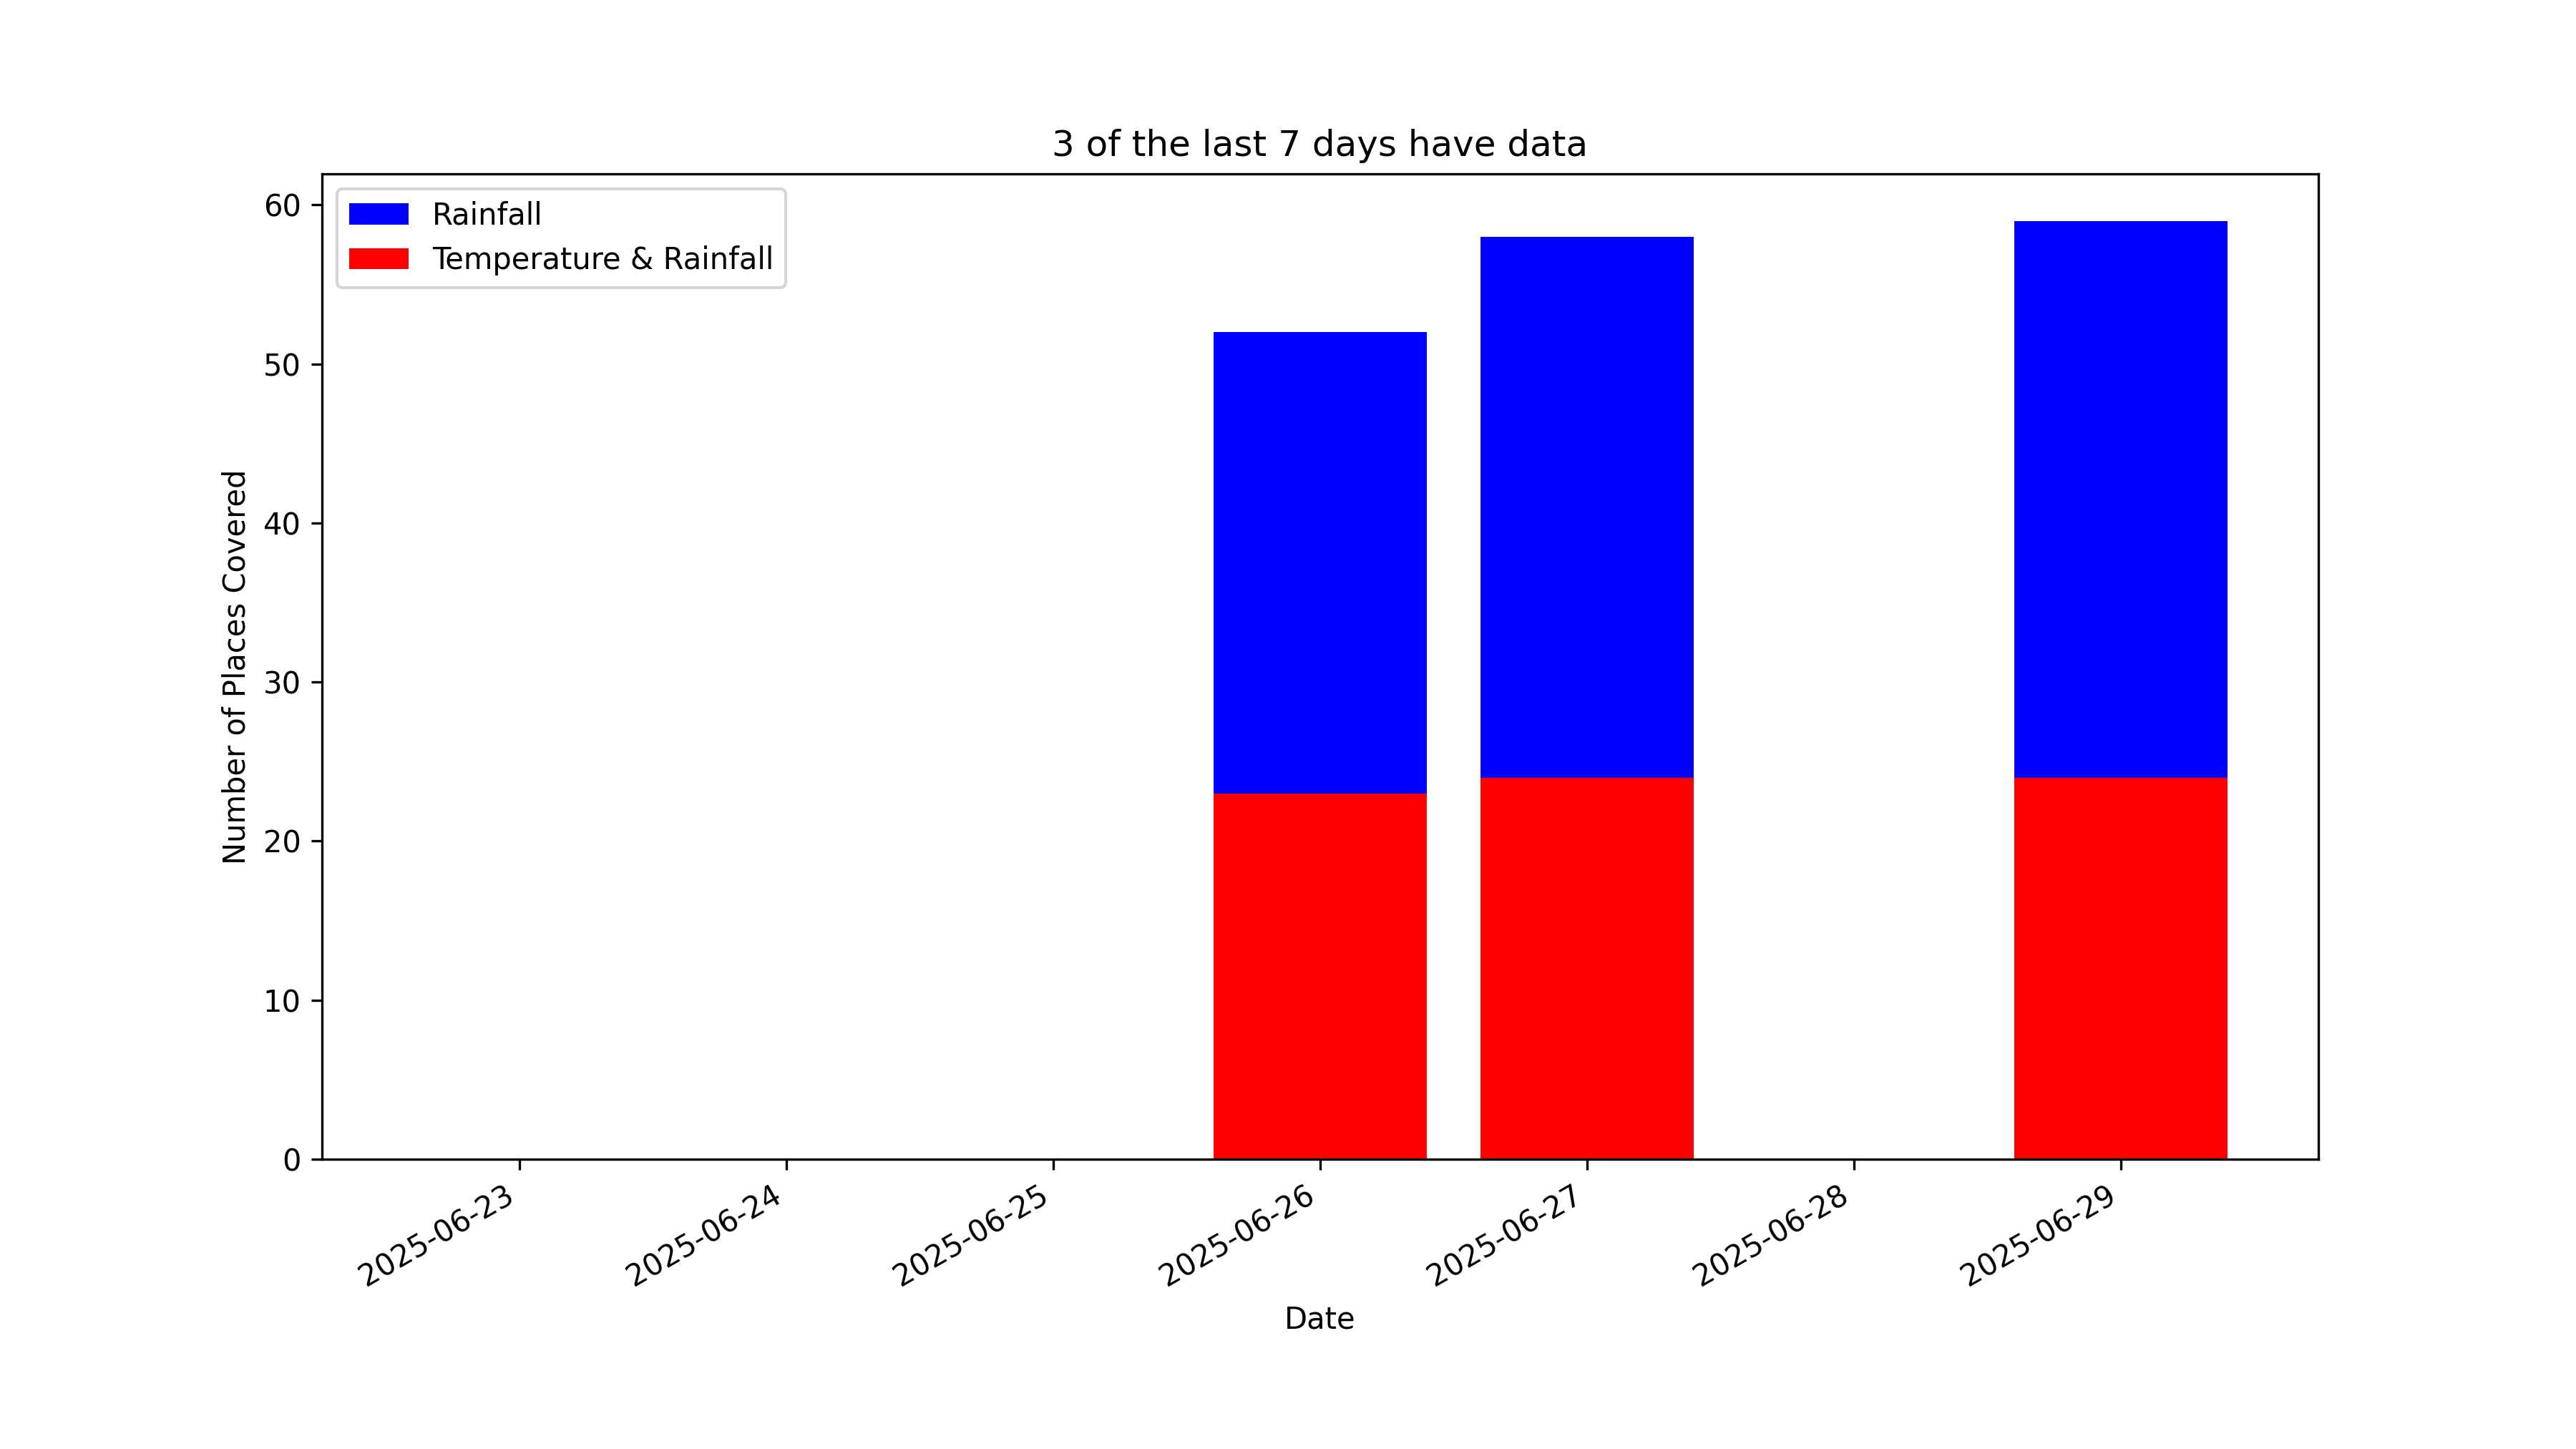 3 of the last 7 days have data
Rainfall
Temperature & Rainfall
60
50
40
30
20
10
0
Number of Places Covered
2025-06-23
2025-06-24
2025-06-25
2025-06-26
2025-06-27
2025-06-28
2025-06-29
Date